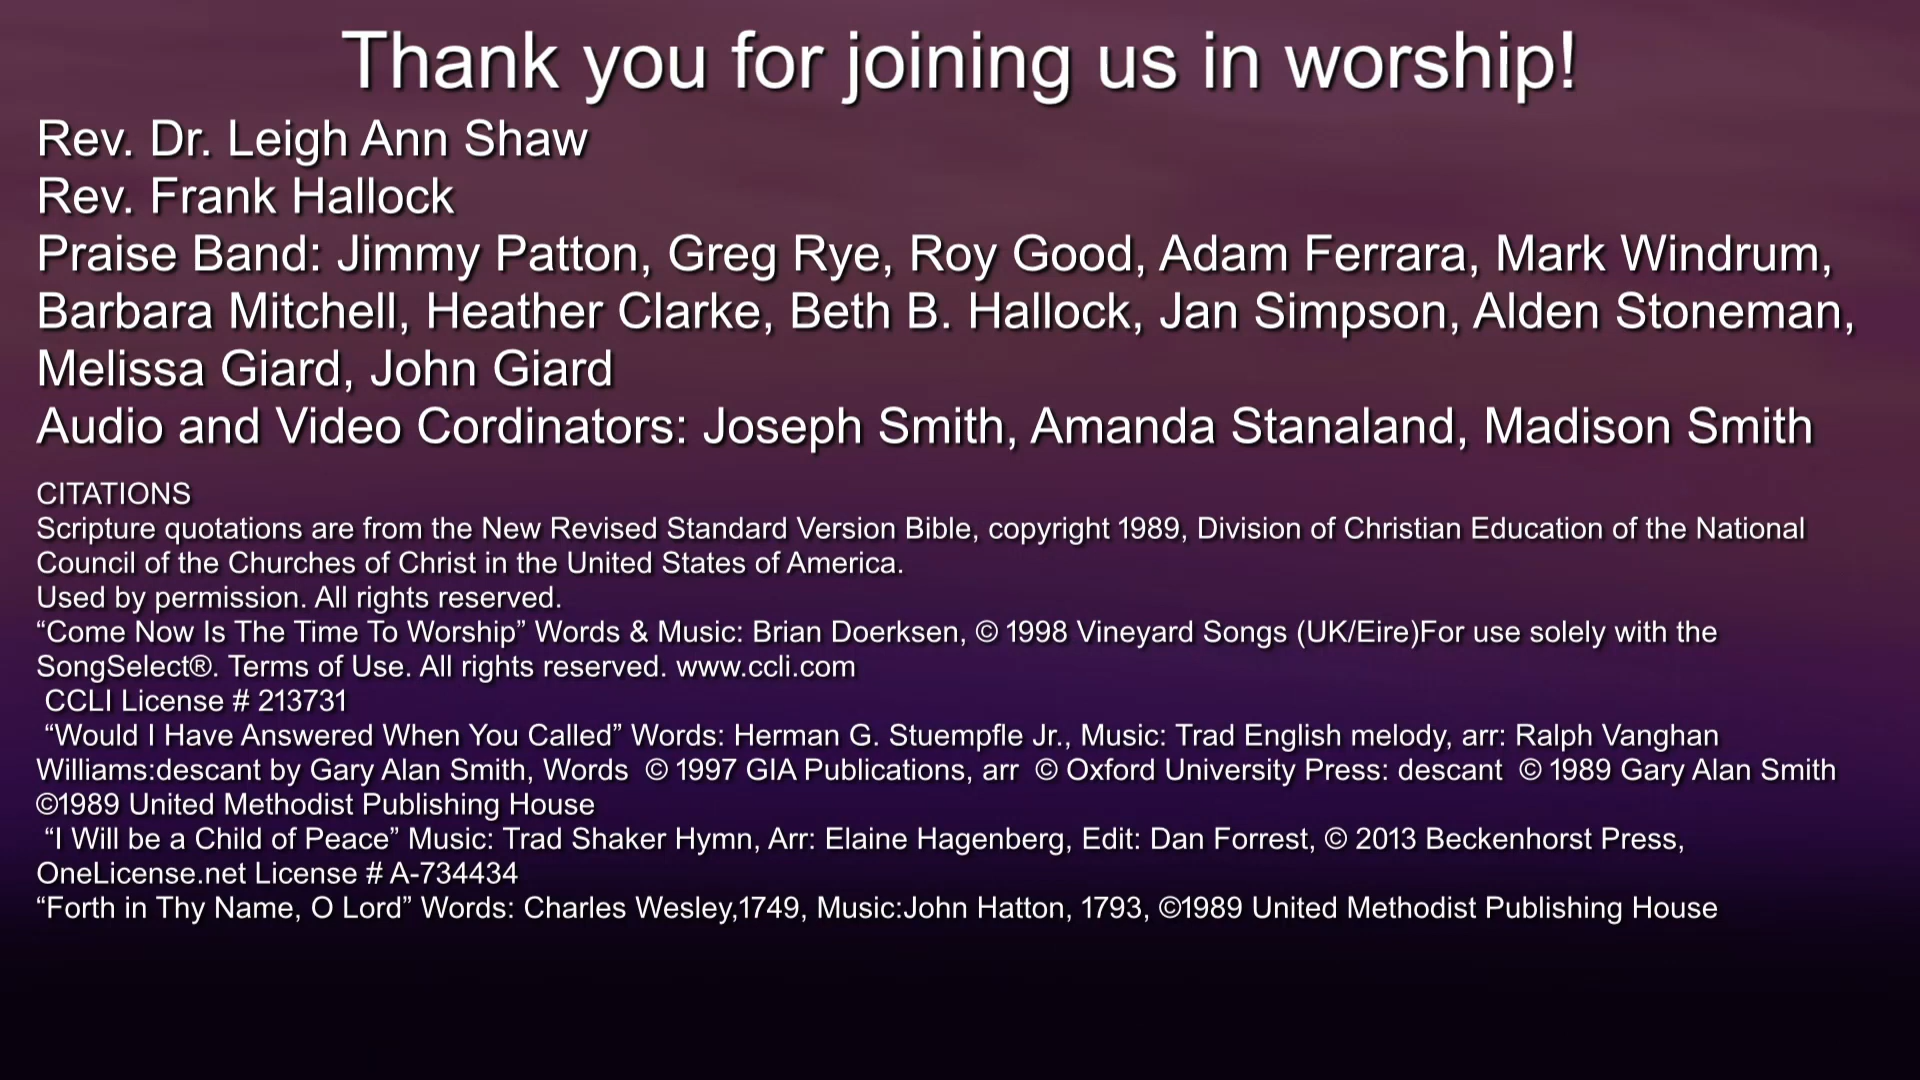 Thank you for joining us in worship!
Rev. Dr. Leigh Ann Shaw
Rev. Frank Hallock
Praise Band: Jimmy Patton, Greg Rye, Roy Good, Adam Ferrara, Mark Windrum,
Barbara Mitchell, Heather Clarke, Beth B. Hallock, Jan Simpson, Alden Stoneman,
Melissa Giard, John Giard
Audio and Video Cordinators: Joseph Smith, Amanda Stanaland, Madison Smith
CITATIONS
Scripture quotations are from the New Revised Standard Version Bible, copyright 1989, Division of Christian Education of the National
Council of the Churches of Christ in the United States of America.
Used by permission. All rights reserved.
“Come Now Is The Time To Worship” Words & Music: Brian Doerksen, © 1998 Vineyard Songs (UK/Eire)For use solely with the
SongSelect®. Terms of Use. All rights reserved. www.ccli.com
CCLI License # 213731
“Would I Have Answered When You Called” Words: Herman G. Stuempfle Jr., Music: Trad English melody, arr: Ralph Vanghan
Williams:descant by Gary Alan Smith, Words © 1997 GIA Publications, arr © Oxford University Press: descant © 1989 Gary Alan Smith
©1989 United Methodist Publishing House
“I Will be a Child of Peace” Music: Trad Shaker Hymn, Arr: Elaine Hagenberg, Edit: Dan Forrest, © 2013 Beckenhorst Press,
OneLicense.net License # A-734434
“Forth in Thy Name, O Lord” Words: Charles Wesley,1749, Music:John Hatton, 1793, ©1989 United Methodist Publishing House